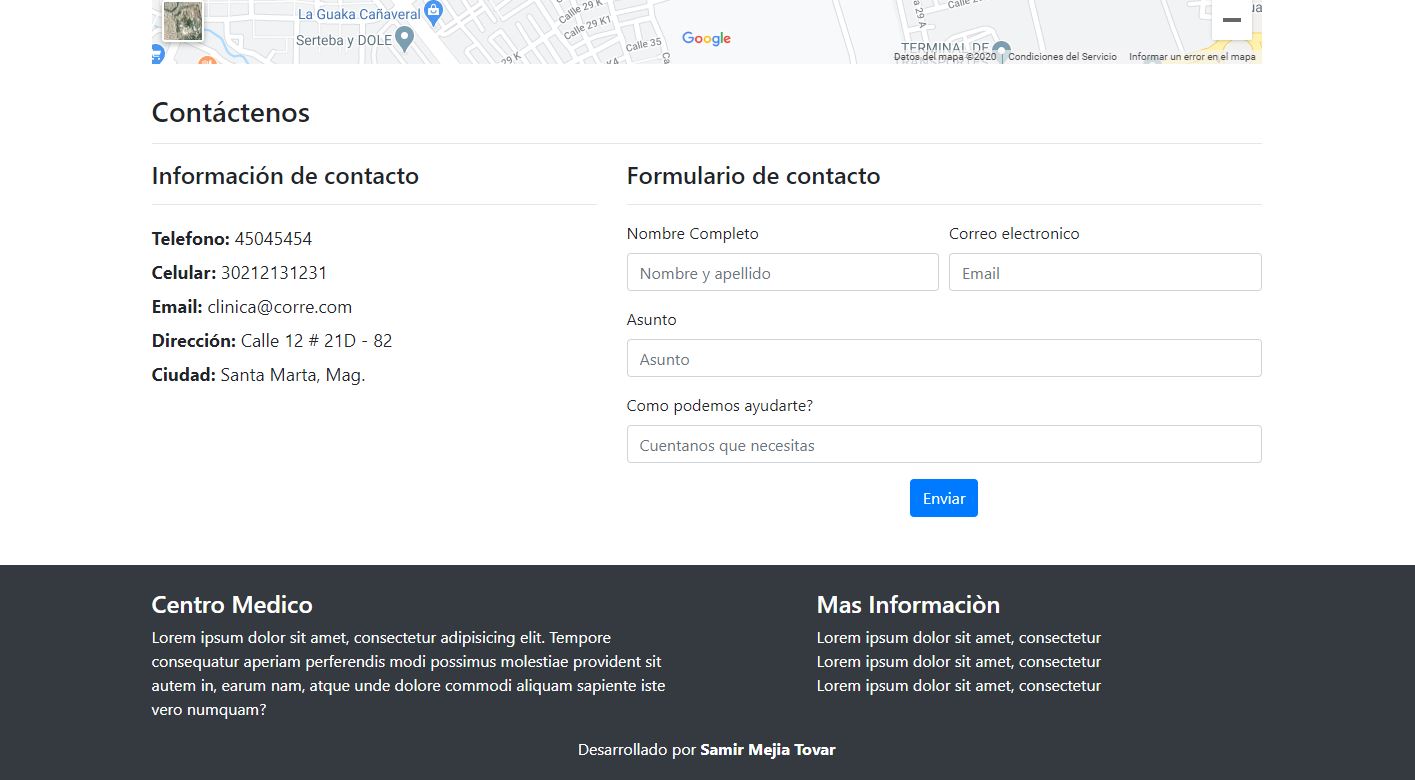 La Guaka Cañaveral
Calle 29 K
Calle 29 K1
Serteba y DOLE
Calle 35
29 K
Google
TERMINAL DE
Datos del mapa ©2020
Condiciones del Servicio
Informar un error en el mapa
Contáctenos
Información de contacto
Telefono: 45045454
Celular: 30212131231
Email: clinica@corre.com
Dirección: Calle 12 # 21D - 82
Ciudad: Santa Marta, Mag.
Formulario de contacto
Nombre Completo
Correo electronico
Nombre y apellido
Email
Asunto
Asunto
Como podemos ayudarte?
Cuentanos que necesitas
Enviar
Centro Medico
Lorem ipsum dolor sit amet, consectetur adipisicing elit. Tempore
consequatur aperiam perferendis modi possimus molestiae provident sit
autem in, earum nam, atque unde dolore commodi aliquam sapiente iste
vero numquam?
Mas Informaciòn
Lorem ipsum dolor sit amet, consectetur
Lorem ipsum dolor sit amet, consectetur
Lorem ipsum dolor sit amet, consectetur
Desarrollado por Samir Mejia Tovar